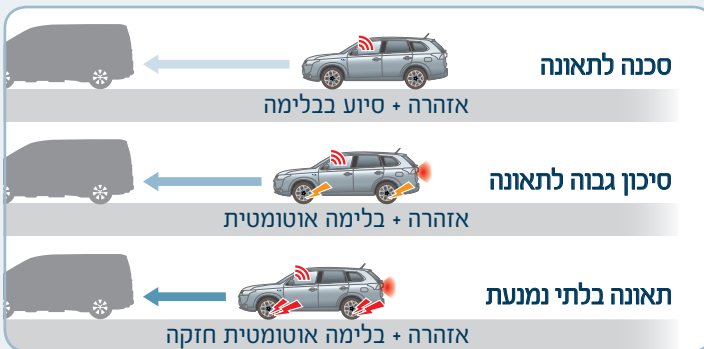 סכנה לתאונה
אזהרה + סיוע בבלימה
סיכון גבוה לתאונה
אזהרה + בלימה אוטומטית
תאונה בלתי נמנעת
אזהרה + בלימה אוטומטית חזקה